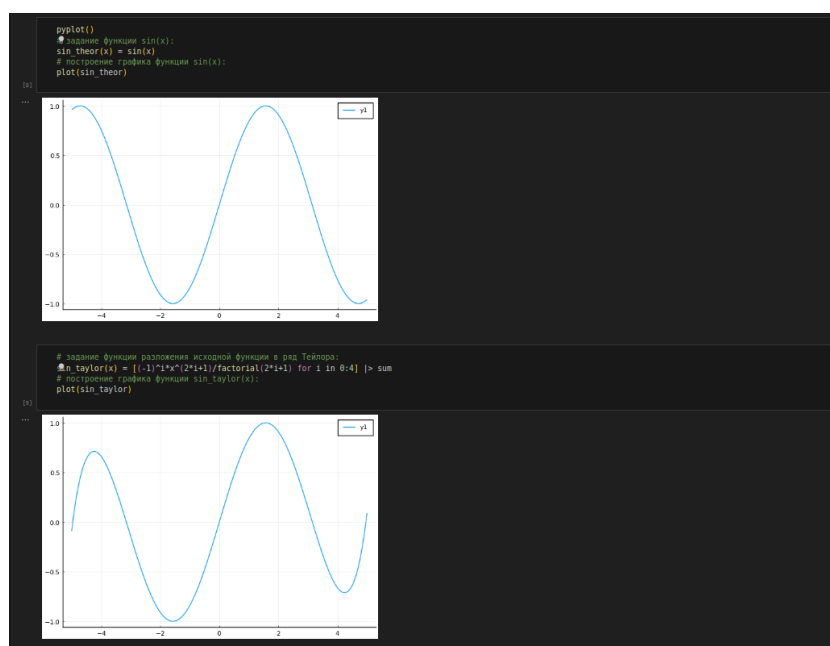 pyplot()
задание функции sin(x):
sin_theor(x) = sin(x)
# построение графика функции sin(x):
plot(sin_theor)
...
1.0
0.5
0.0
−0.5
−1.0
−4
−2
0
2
4
y1
# задание функции разложения исходной функции в ряд Тейлора:
n_taylor(x) = [(-1)^i*x^(2*i+1)/factorial(2*i+1) for i in 0:4] |> sum
# построение графика функции sin_taylor(x):
plot(sin_taylor)
...
1.0
0.5
0.0
−0.5
−1.0
−4
−2
0
2
4
y1